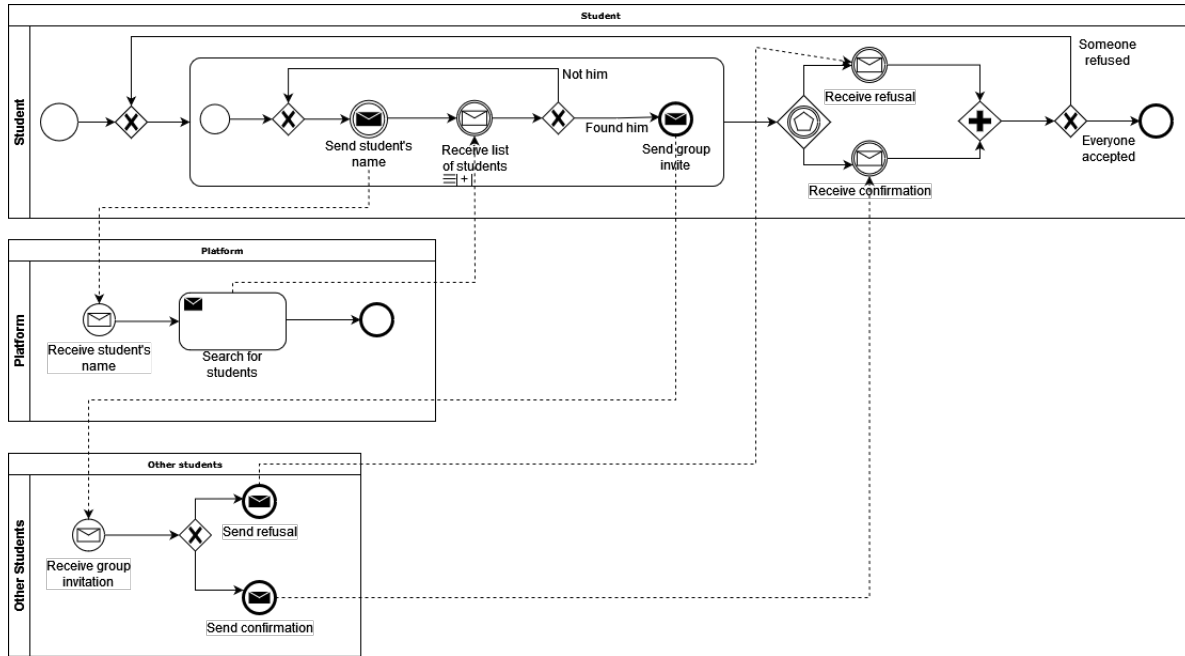 Student
Student
Someone
refused
Not him
Receive refusal
Found him
Send student's
name
Receive list
of students
Send group
invite
Everyone
accepted
Receive confirmation
Platform
Platform
Receive student's
name
Search for
students
Other students
Other Students
Send refusal
Receive group
invitation
Send confirmation